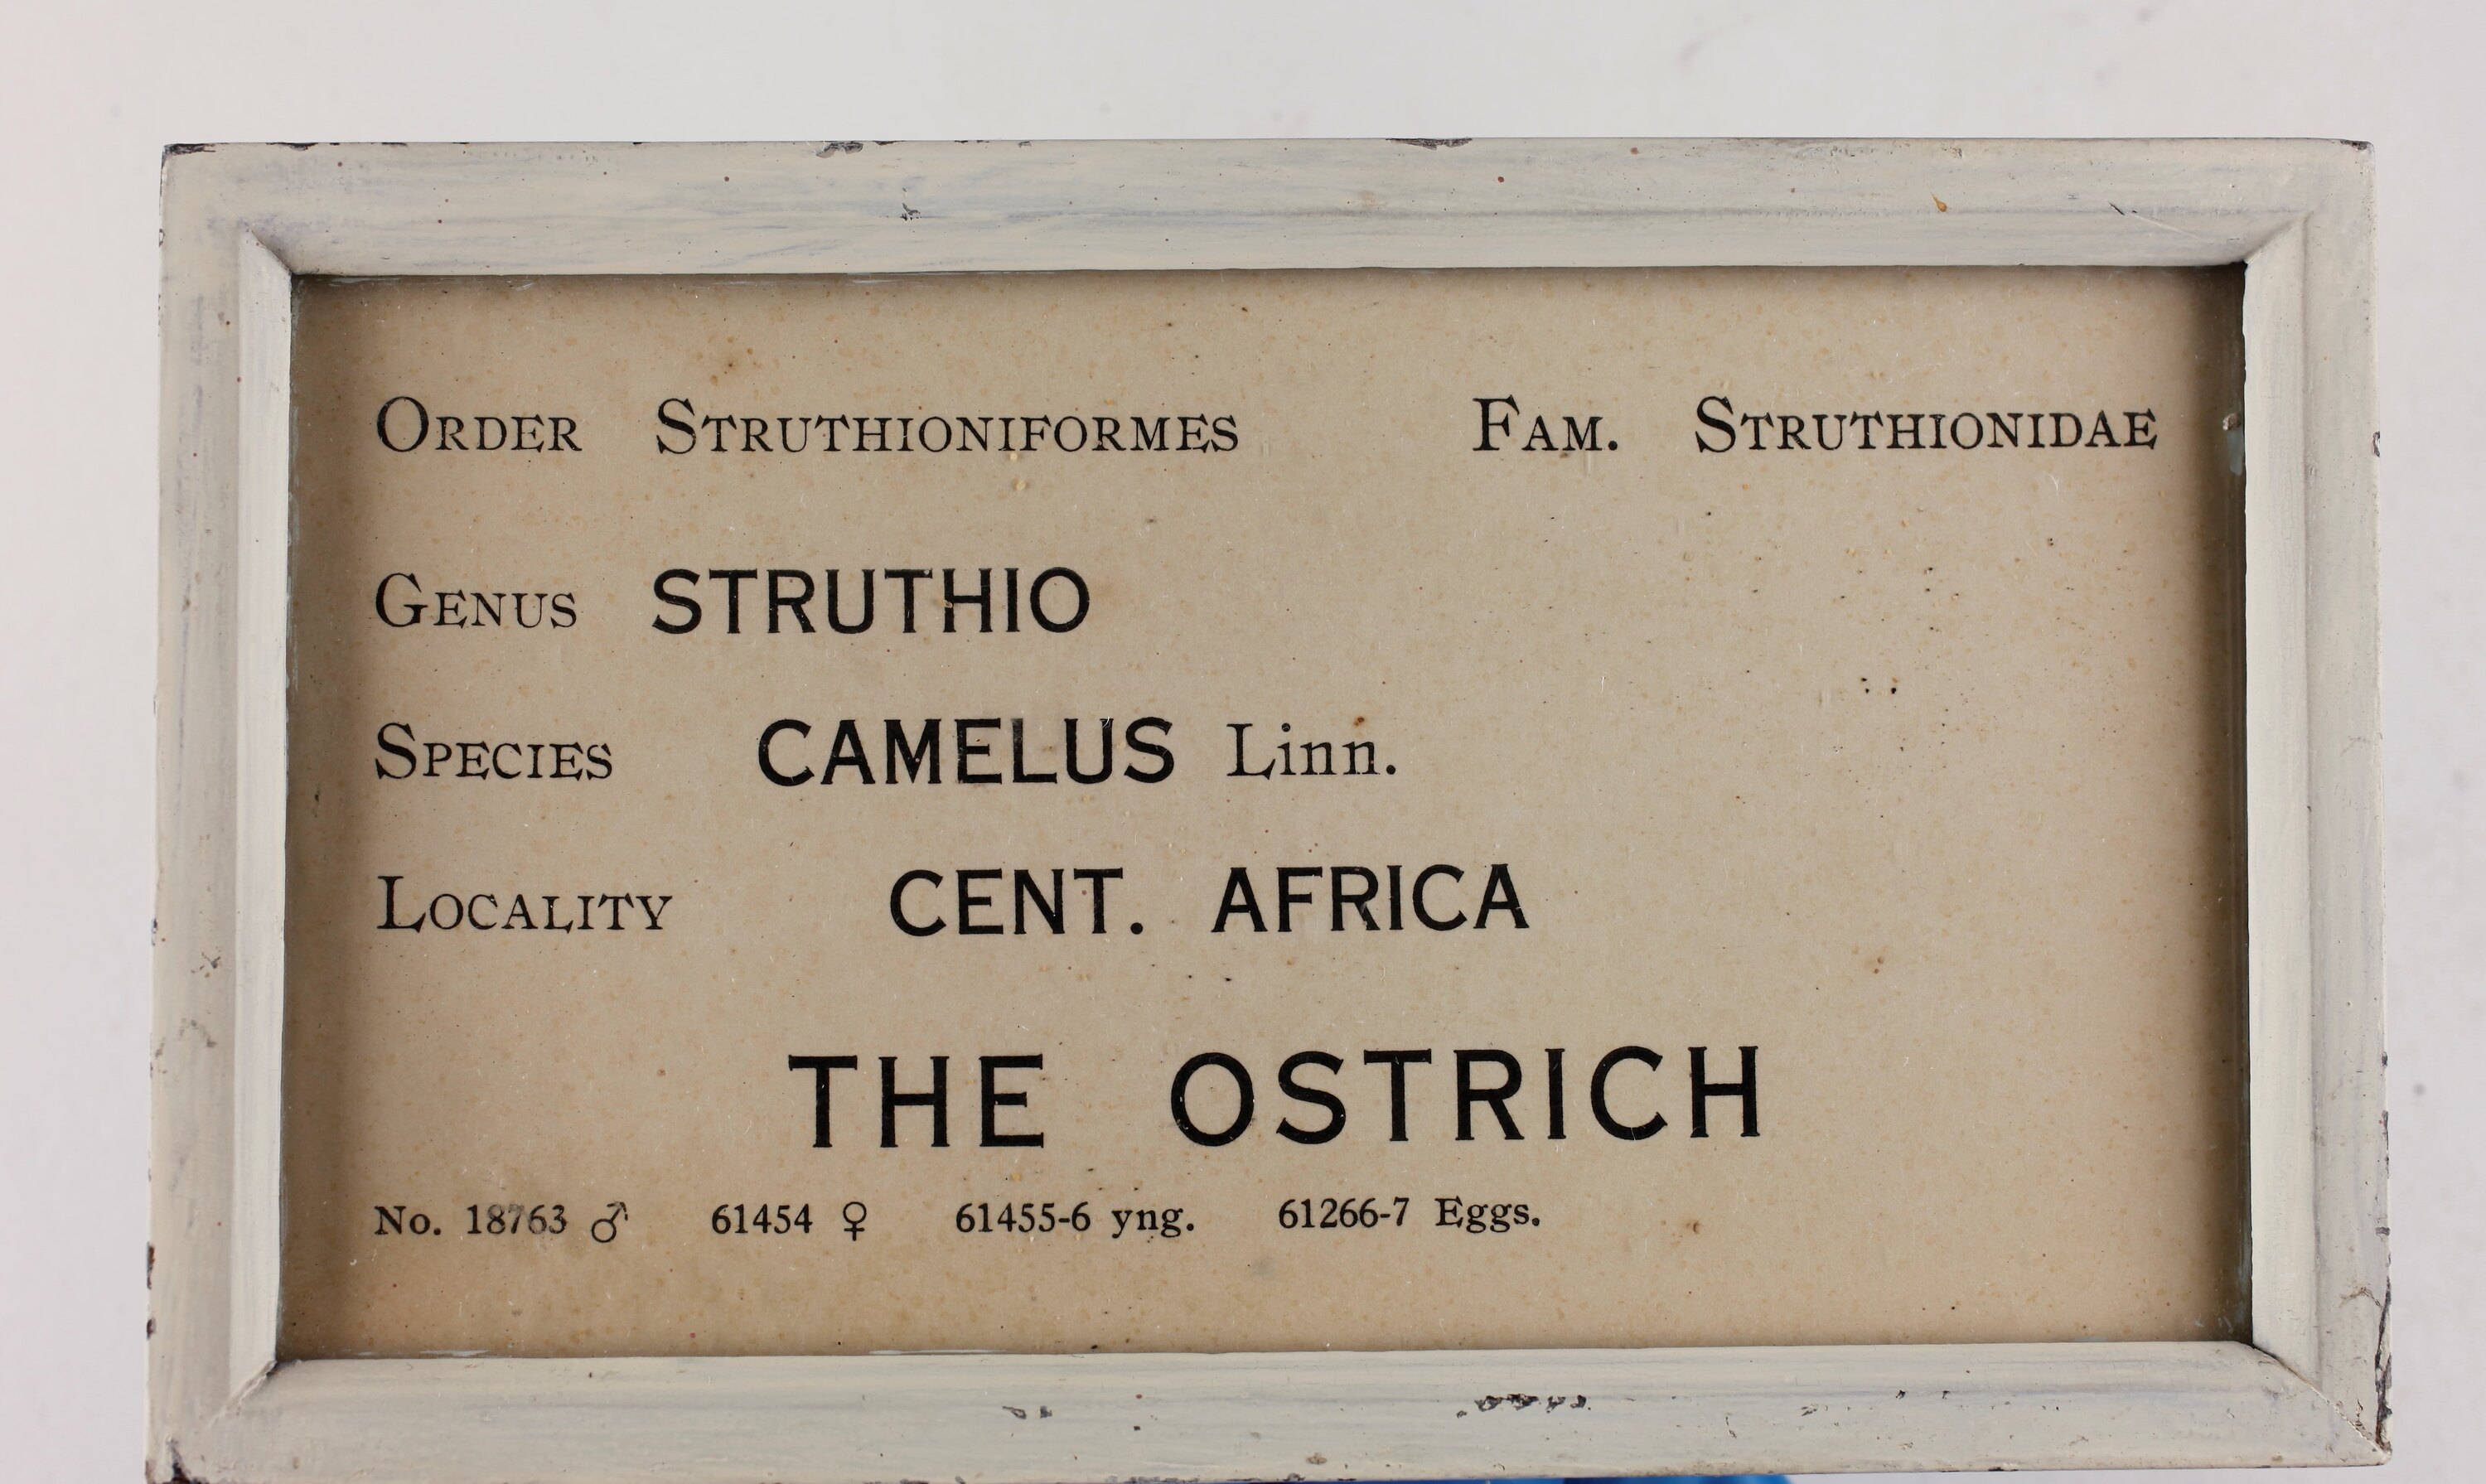 ORDER STRUTHIONIFORMES FAM. STRUTHIONIDAE
GENUS STRUTHIO
SPECIES CAMELUS Linn.
LOCALITY CENT. AFRICA
THE OSTRICH
No. 18763 ♂ 61454 ♀ 61455-6 yng. 61266-7 Eggs.